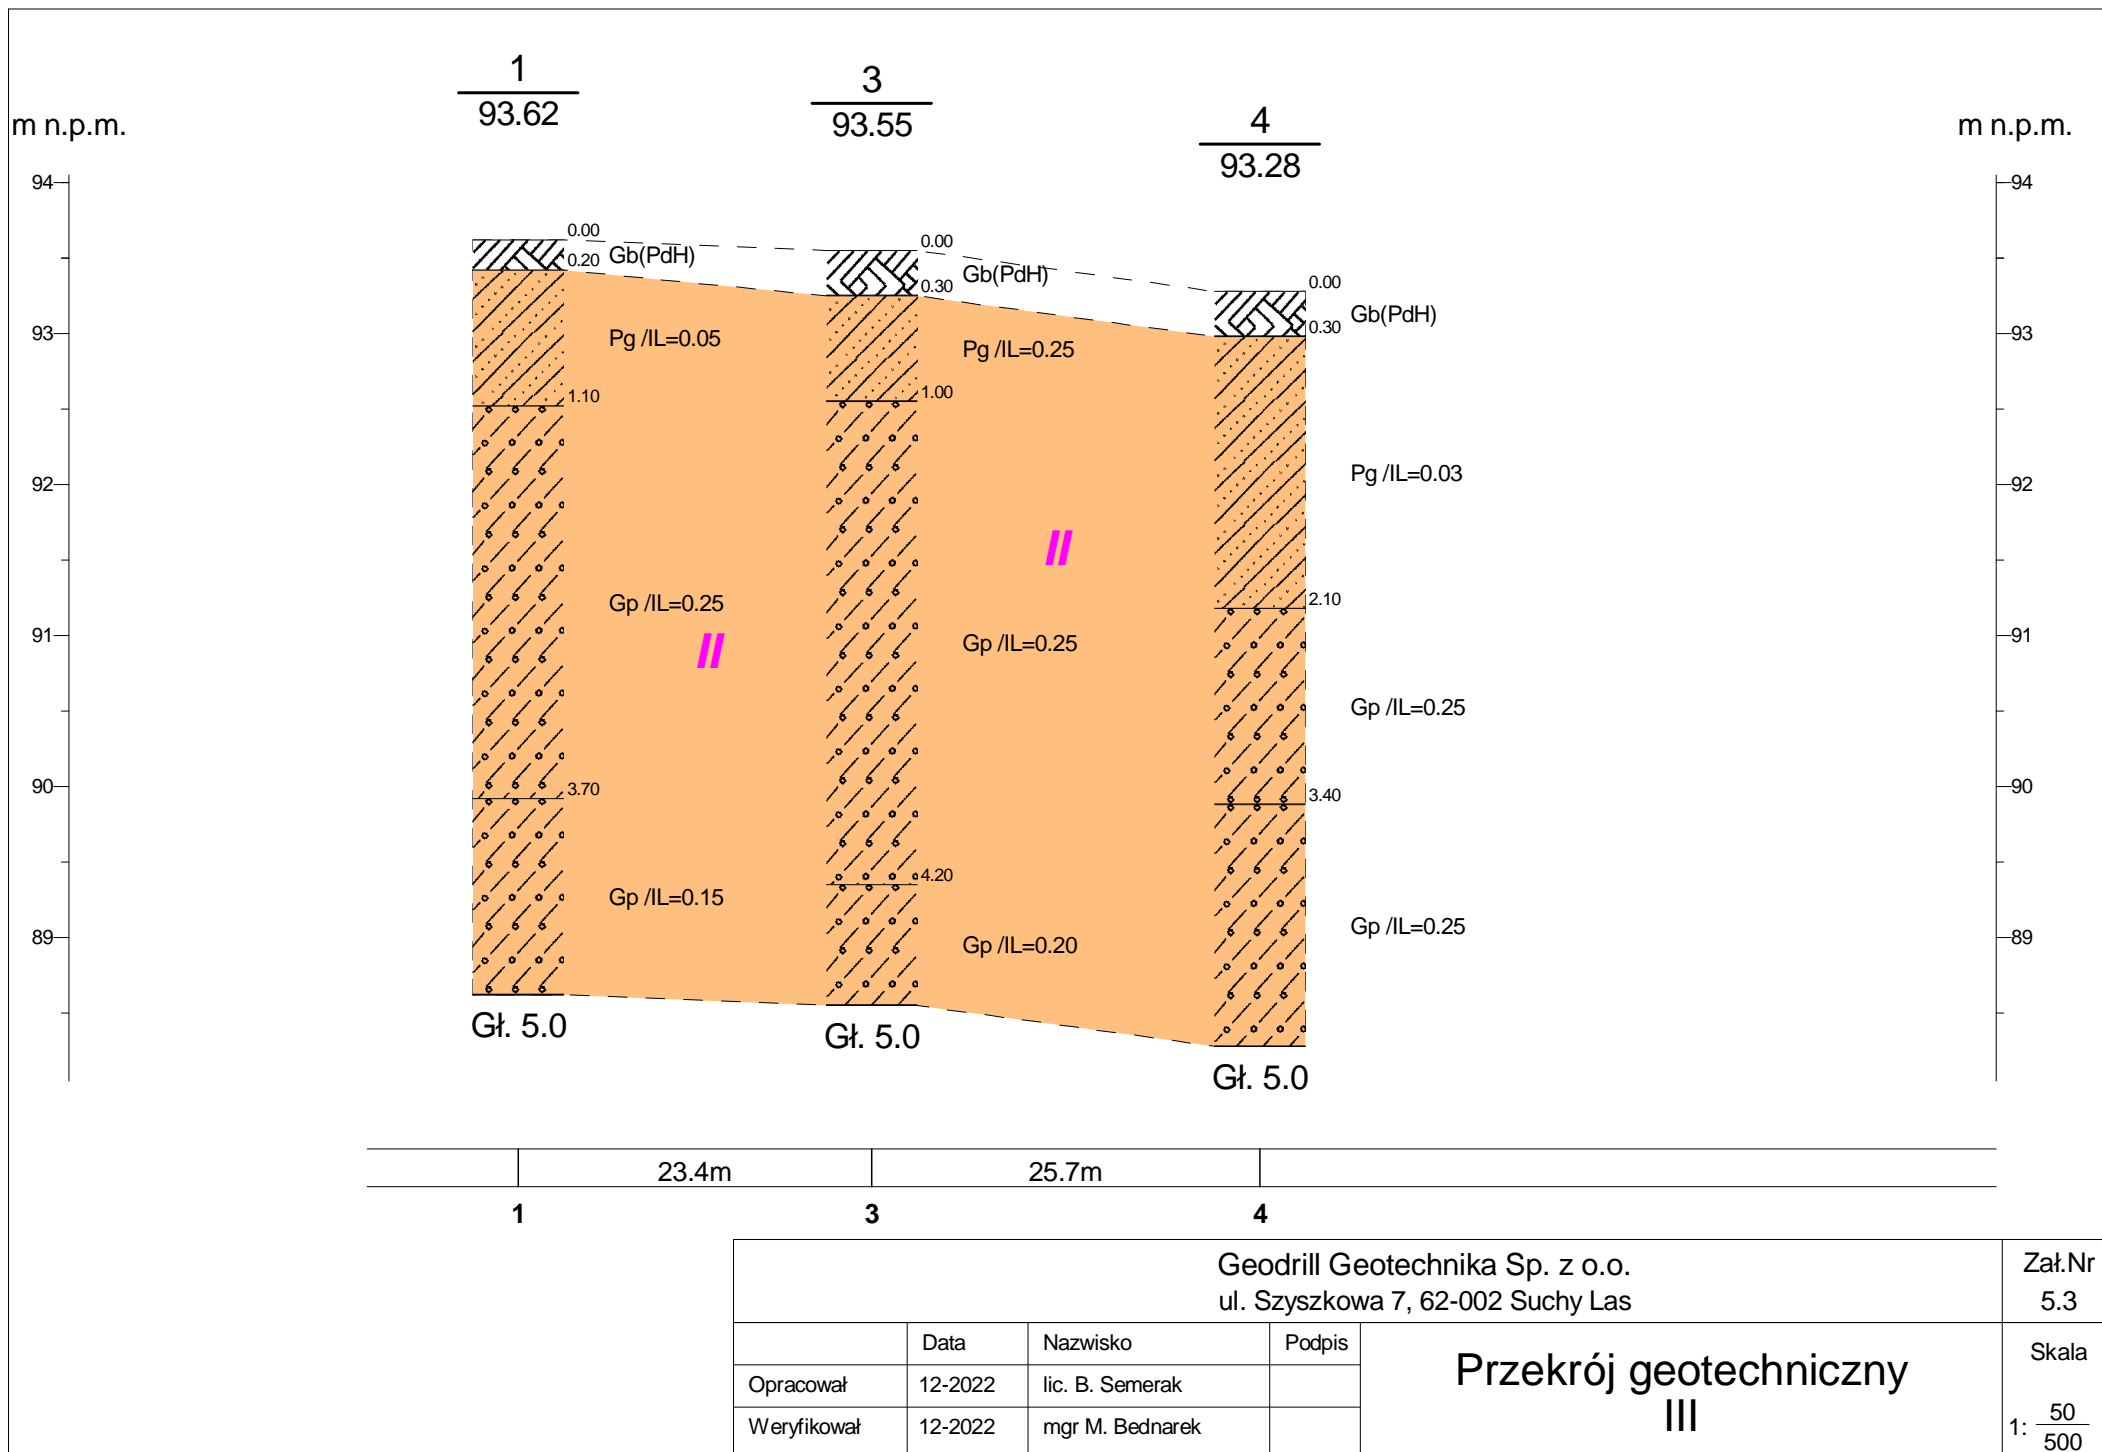 1
93.62
3
93.55
4
93.28
m n.p.m.
m n.p.m.
94
93
92
91
90
89
94
93
92
91
90
89
0.00
0.20
Gb(PdH)
Pg /IL=0.05
1.10
Gp /IL=0.25
II
3.70
Gp /IL=0.15
Gł. 5.0
0.00
0.30
Gb(PdH)
Pg /IL=0.25
1.00
II
Gp /IL=0.25
4.20
Gp /IL=0.20
Gł. 5.0
0.00
0.30
Gb(PdH)
Pg /IL=0.03
2.10
Gp /IL=0.25
3.40
Gp /IL=0.25
Gł. 5.0
23.4m
25.7m
1
3
4
Geodrill Geotechnika Sp. z o.o.
ul. Szyszkowa 7, 62-002 Suchy Las
Zał.Nr
5.3
Data
Nazwisko
Podpis
Opracował
12-2022
lic. B. Semerak
Weryfikował
12-2022
mgr M. Bednarek
Przekrój geotechniczny
III
Skala
1: 50
500